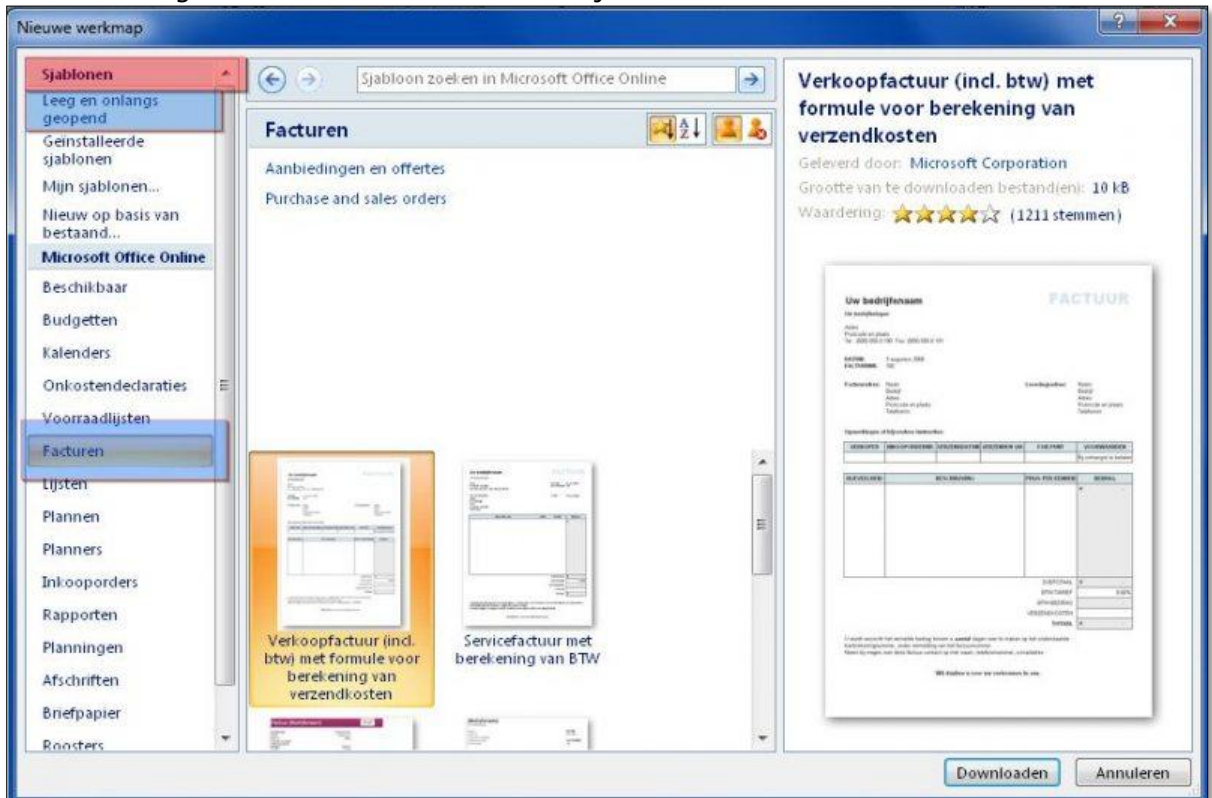 Nieuwe werkmap
Sjablonen
Leeg en onlangs
geopend
Geïnstalleerde
sjablonen
Mijn sjablonen...
Nieuw op basis van
bestaand...
Microsoft Office Online
Beschikbaar
Budgetten
Kalenders
Onkostendeclaraties
Voorraadlijsten
Facturen
Lijsten
Plannen
Planners
Inkooporders
Rapporten
Planningen
Afschriften
Briefpapier
Roosters
Sjabloon zoeken in Microsoft Office Online
Facturen
Aanbiedingen en offertes
Purchase and sales orders
Verkoopfactuur (incl.
btw) met formule voor
berekening van
verzendkosten
Servicefactuur met
berekening van BTW
Verkoopfactuur (incl. btw) met
formule voor berekening van
verzendkosten
Geleverd door: Microsoft Corporation
Grootte van te downloaden bestand(en): 10 kB
Waardering: (1211 stemmen)
Uw bedrijfsnaam
FACTUUR
SUBTOTAAL
VERZENDKOSTEN
TOTAAL
Downloaden
Annuleren